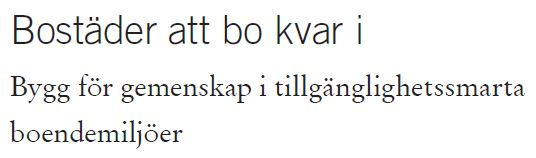 Bostäder att bo kvar i
Bygg för gemenskap i tillgänglighetssmarta
boendemiljöer